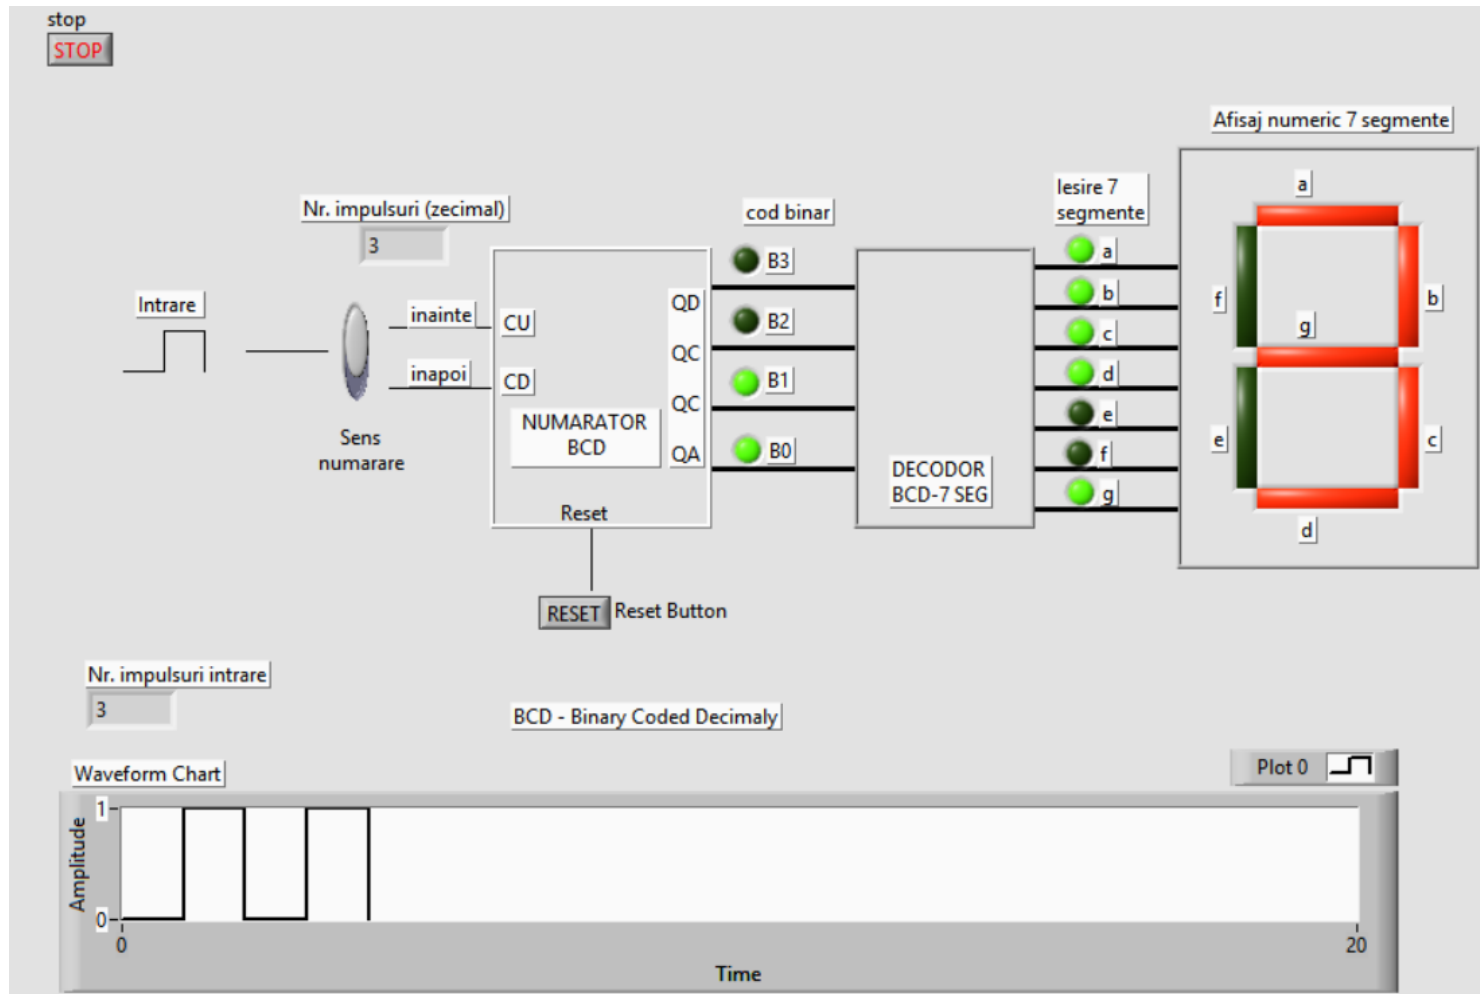 stop
STOP
Afisaj numeric 7 segmente
Iesire 7
segmente
a
Nr. impulsuri (zecimal)
cod binar
3
B3
a
Intrare
inainte
CU
QD
B2
b
f
b
g
QC
c
inapoi
CD
B1
d
QC
NUMARATOR
BCD
e
Sens
numarare
QA
B0
f
e
c
DECODOR
BCD-7 SEG
g
Reset
d
RESET
Reset Button
Nr. impulsuri intrare
3
BCD - Binary Coded Decimaly
Waveform Chart
Plot 0
Amplitude
1
0
0
20
Time